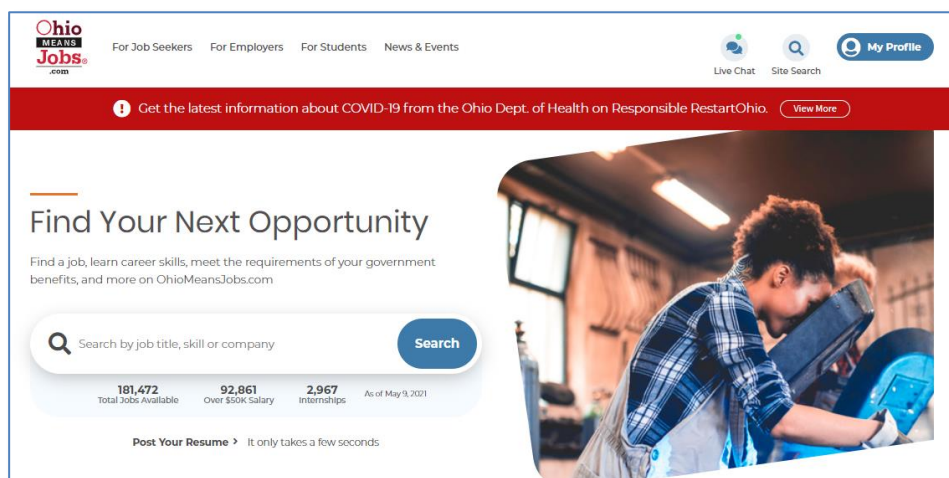 Ohio
MEANS
Jobs®
.com
For Job Seekers For Employers For Students News & Events
Live Chat Site Search
My Profile
! Get the latest information about COVID-19 from the Ohio Dept. of Health on Responsible RestartOhio. View More
Find Your Next Opportunity
Find a job, learn career skills, meet the requirements of your government
benefits, and more on OhioMeansJobs.com
Search by job title, skill or company Search
181,472 92,861 2,967
Total Jobs Available Over $50K Salary Internships As of May 9, 2021
Post Your Resume > It only takes a few seconds